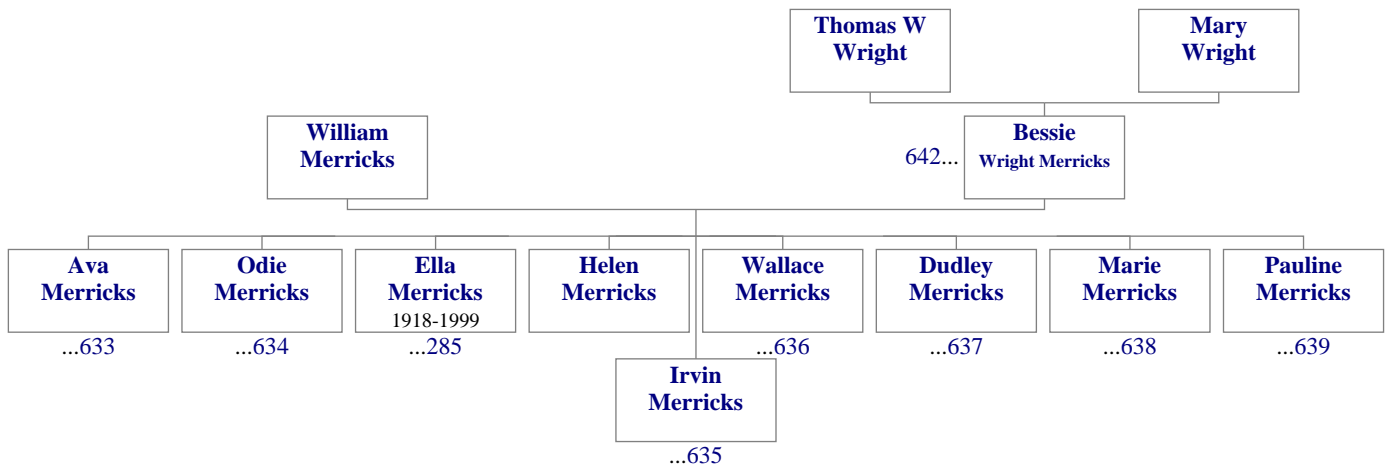 Thomas W
Wright
Mary
Wright
William
Merricks
642...
Bessie
Wright Merricks
Ava
Merricks
Odie
Merricks
Ella
Merricks
1918-1999
Helen
Merricks
Wallace
Merricks
Dudley
Merricks
Marie
Merricks
Pauline
Merricks
...633
...634
...285
...636
...637
...638
...639
Irvin
Merricks
...635